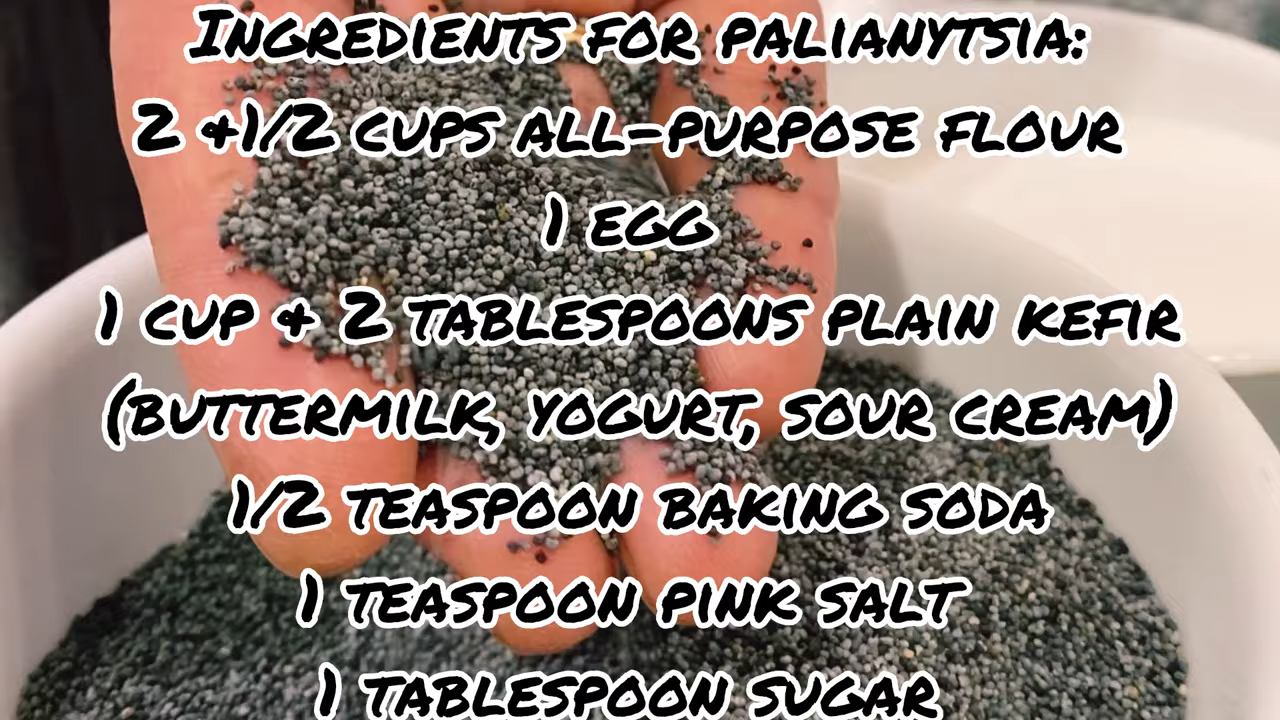 Ingredients for palianytsia:
2 &1/2 cups all-purpose flour
1 egg
1 cup & 2 tablespoons plain kefir
(buttermilk, yogurt, sour cream)
1/2 teaspoon baking soda
1 teaspoon pink salt
1 tablespoon sugar